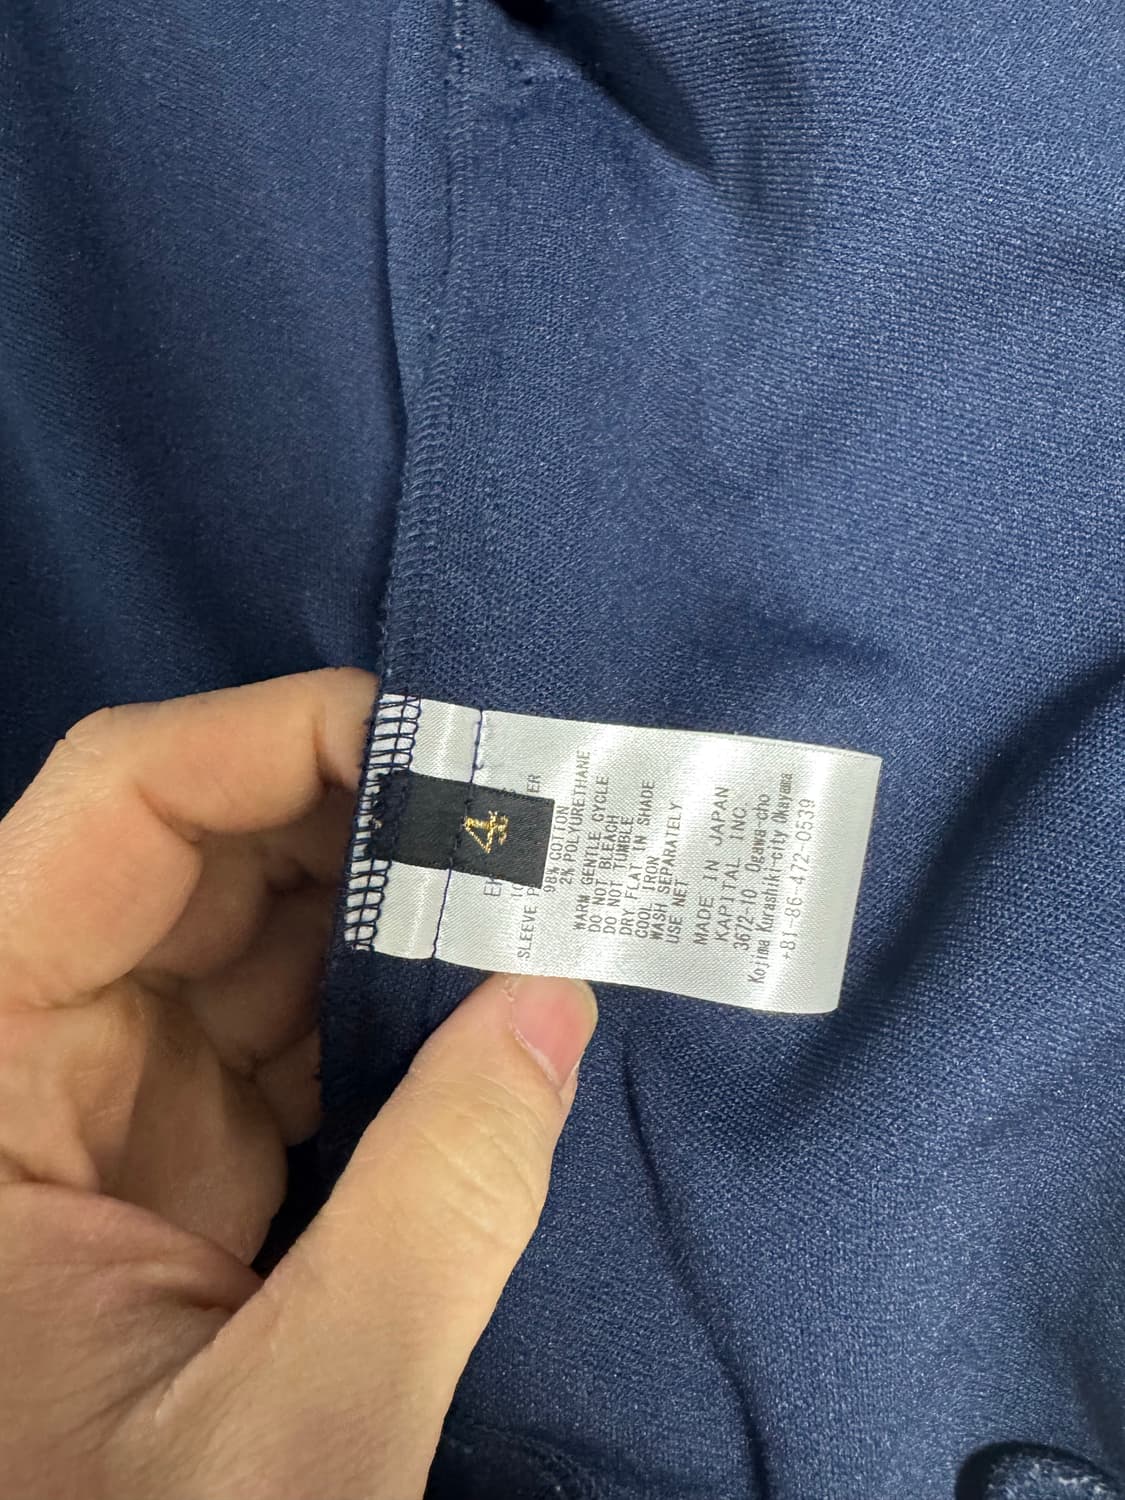 4
SLEEVE
98% COTTON
2% POLYURETHANE
WARM GENTLE CYCLE
DO NOT BLEACH
DO NOT TUMBLE
DRY FLAT IN SHADE
COOL IRON
WASH SEPARATELY
USE NET
MADE IN JAPAN
KAPITAL INC.
3672-10 Ogawa-cho
Kojima Kurashiki-city Okayama
+81-86-472-0539